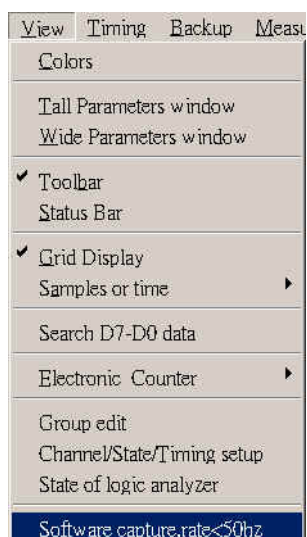 View Timing Backup Measu
Colors
Tall Parameters window
Wide Parameters window
Toolbar
Status Bar
Grid Display
Samples or time
Search D7-D0 data
Electronic Counter
Group edit
Channel/State/Timing setup
State of logic analyzer
Software capture,rate<50hz